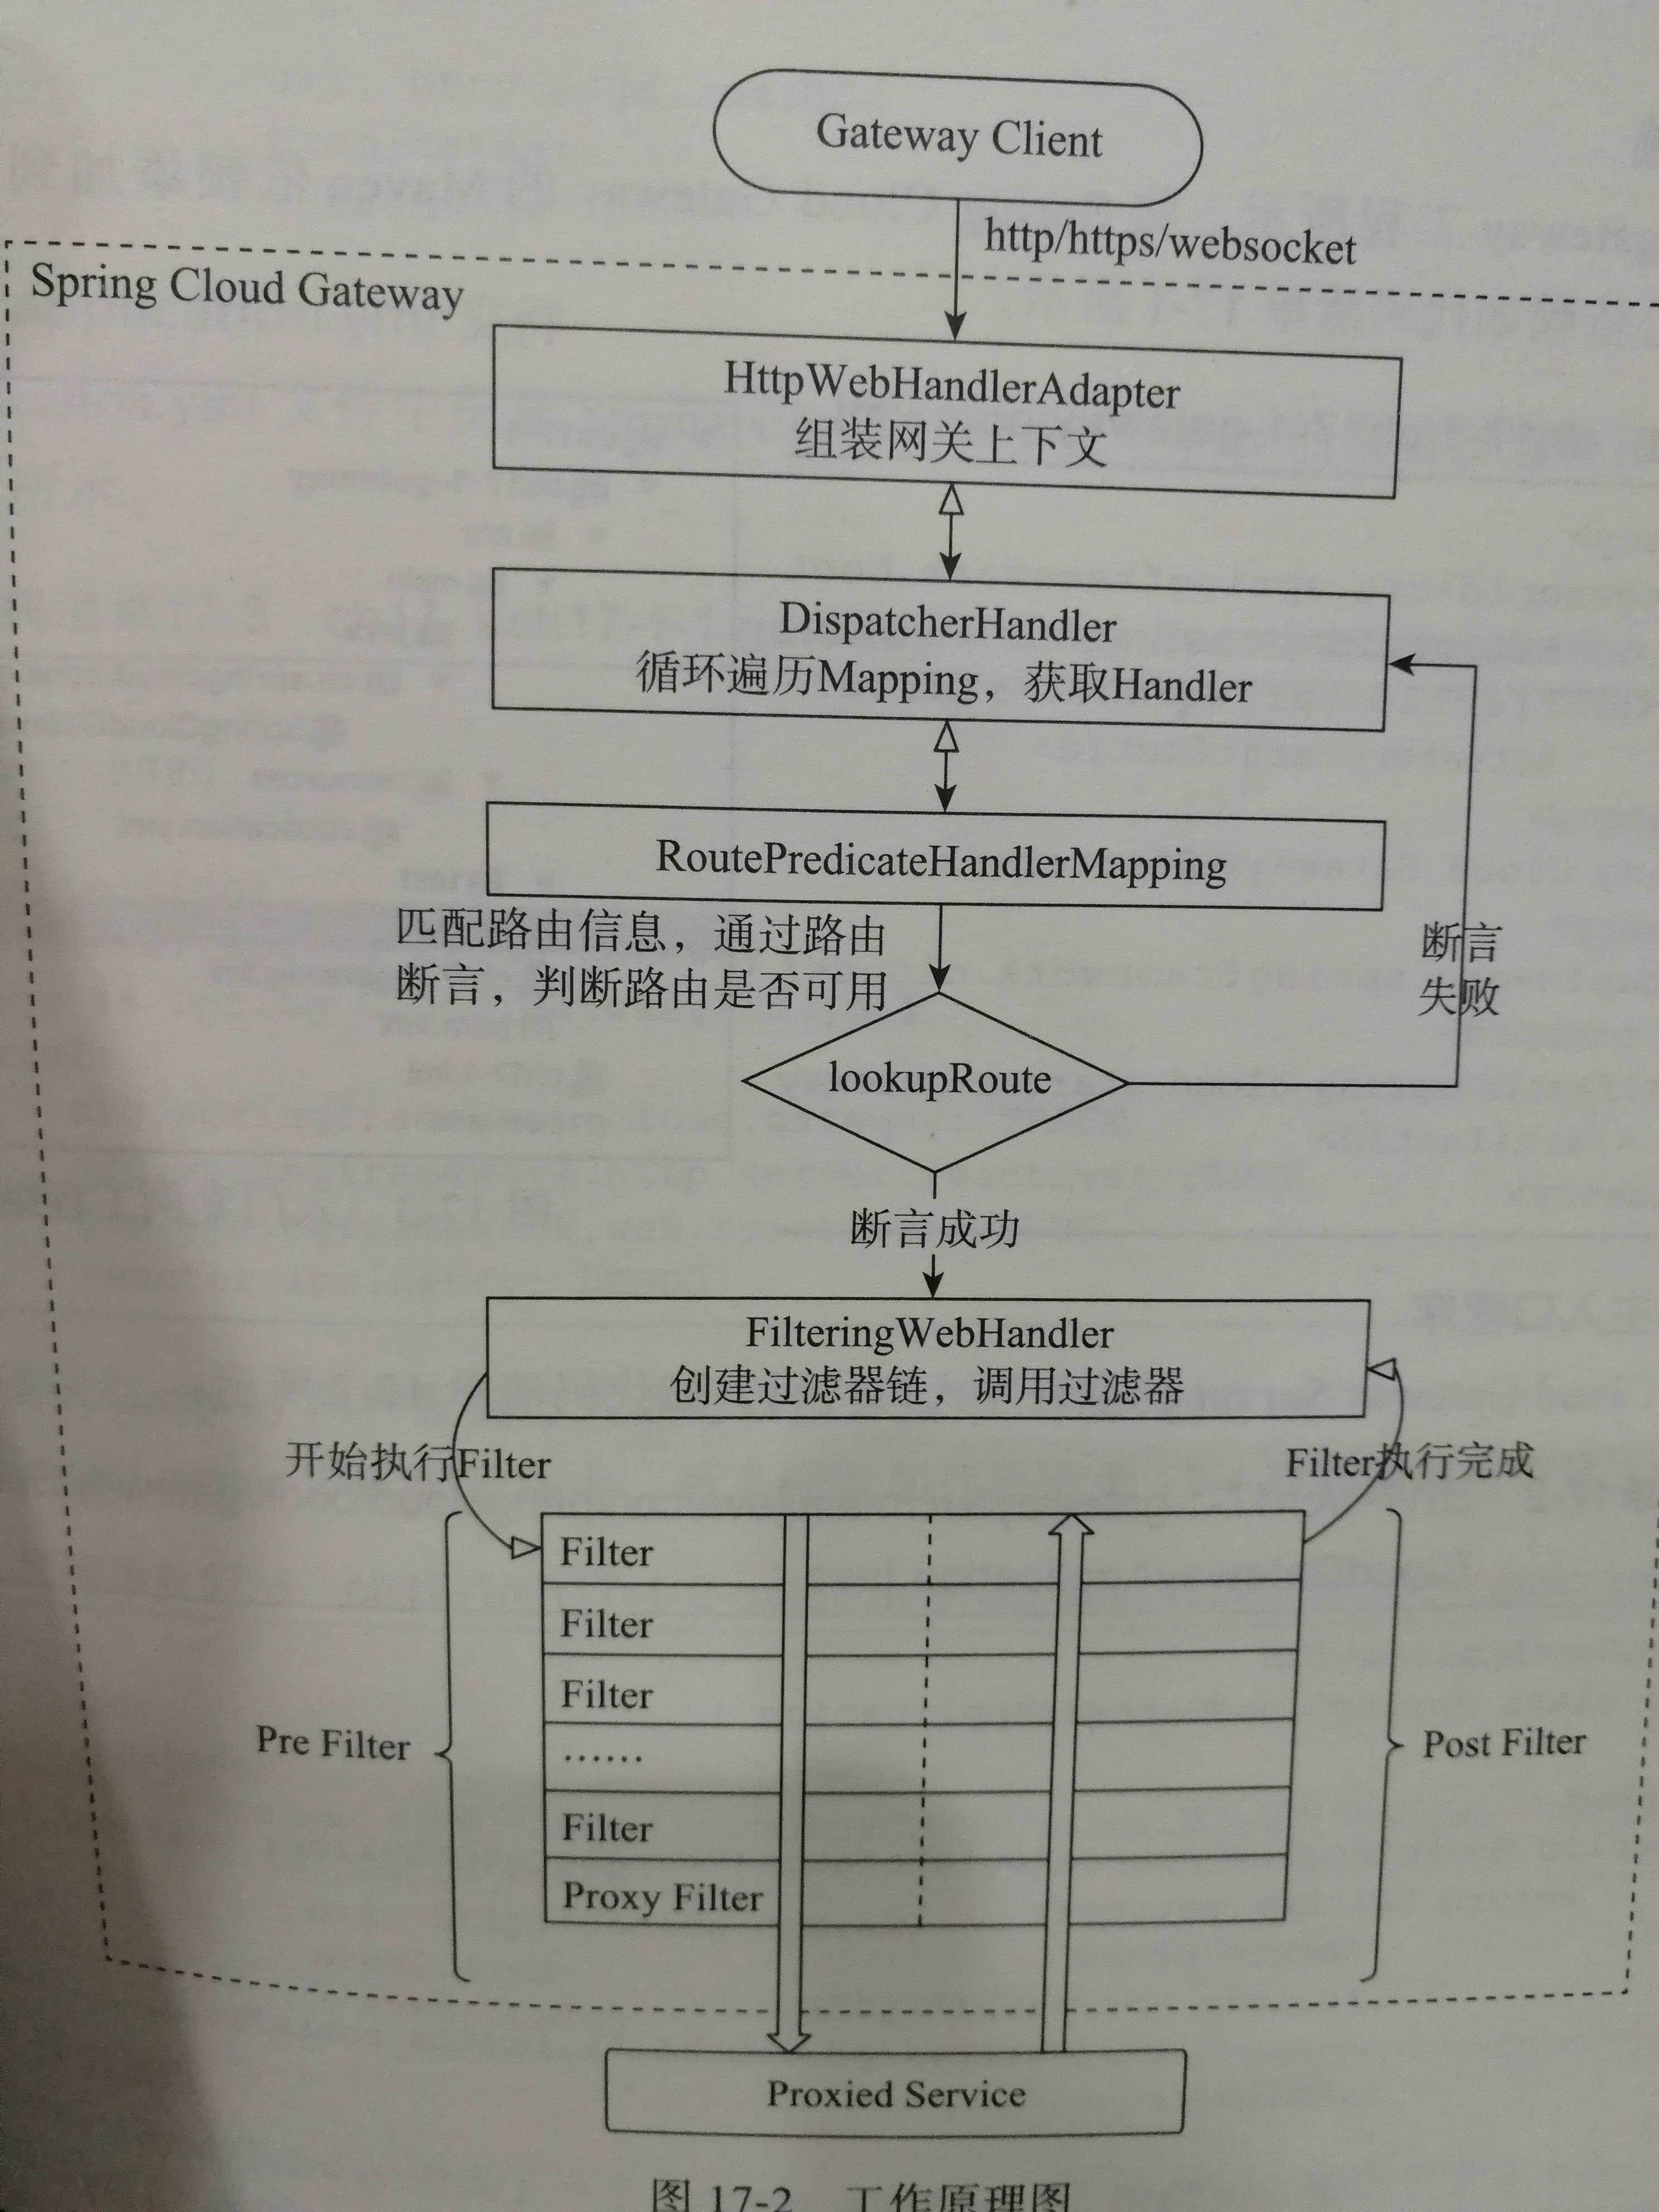 Gateway Client
http/https/websocket
Spring Cloud Gateway
HttpWebHandlerAdapter
组装网关上下文
DispatcherHandler
循环遍历Mapping，获取Handler
RoutePredicateHandlerMapping
匹配路由信息，通过路由
断言，判断路由是否可用
断言
失败
lookupRoute
断言成功
FilteringWebHandler
创建过滤器链，调用过滤器
开始执行Filter
Filter执行完成
Filter
Filter
Filter
Pre Filter
Post Filter
……
Filter
Proxy Filter
Proxied Service
图 17-2 工作原理图